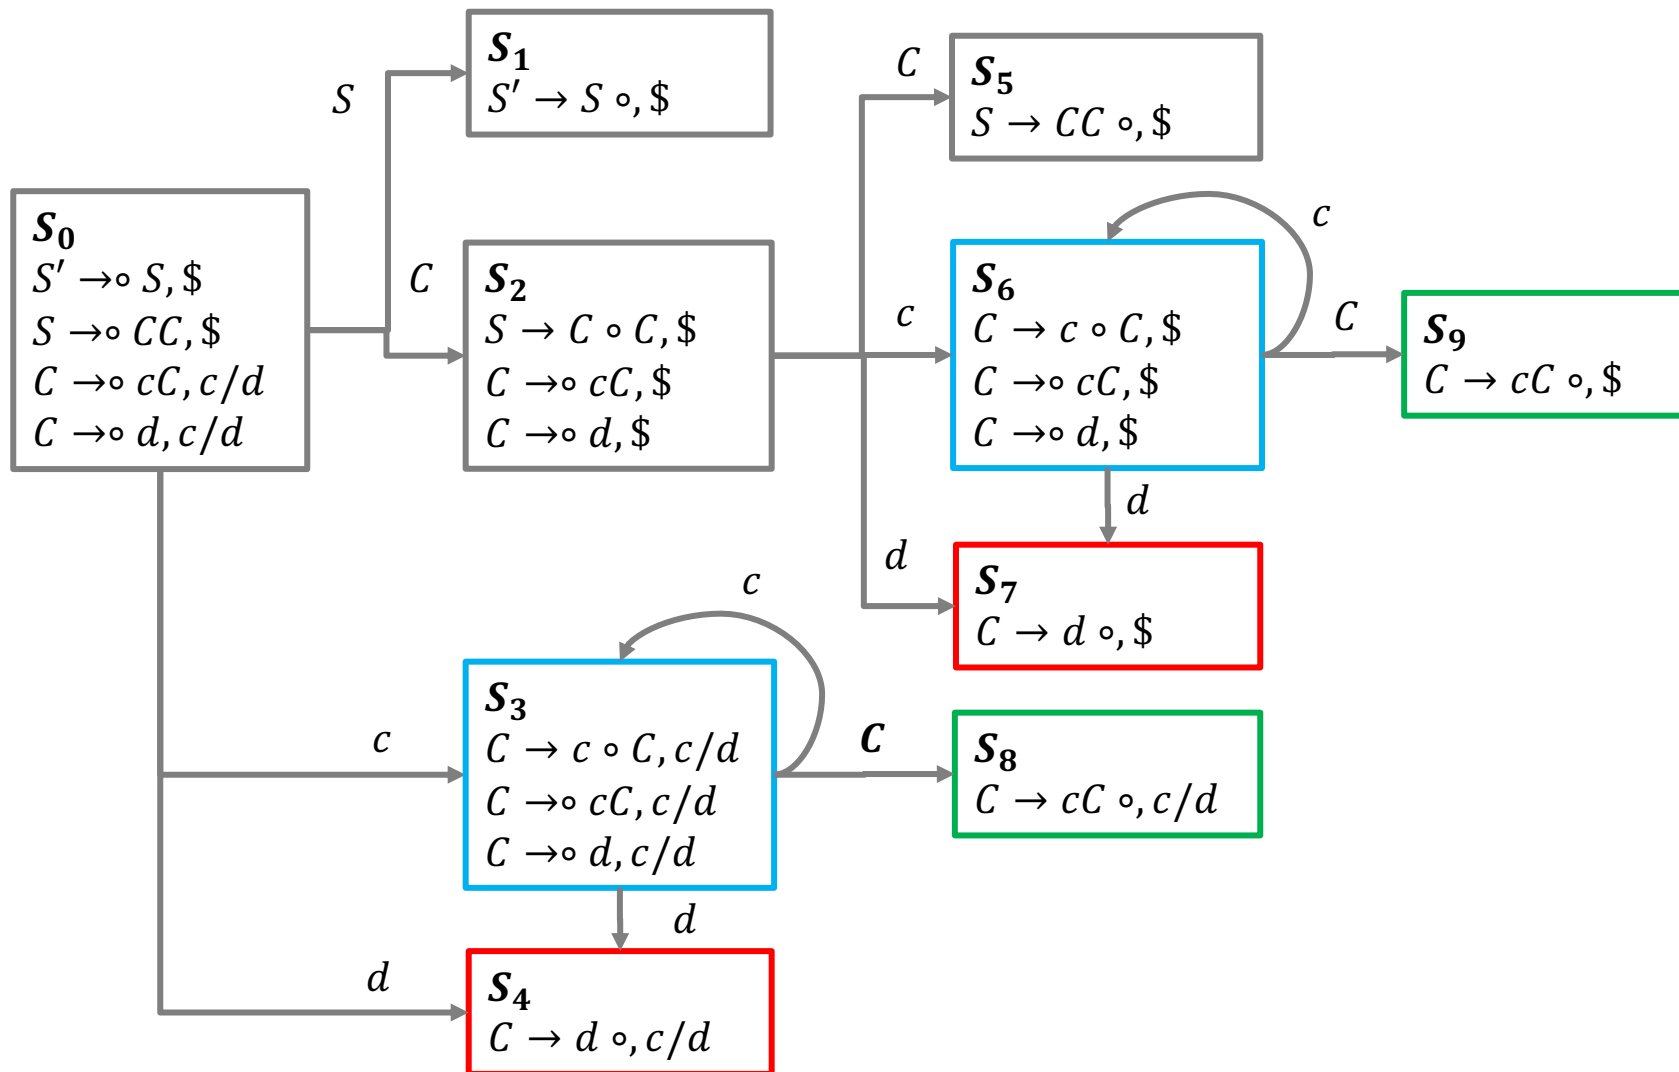 S₁
S′ → S ∘, $
S
S₀
S′ →∘ S, $
S →∘ CC, $
C →∘ cC, c/d
C →∘ d, c/d
C
S₂
S → C ∘ C, $
C →∘ cC, $
C →∘ d, $
C
S₅
S → CC ∘, $
c
S₆
C → c ∘ C, $
C →∘ cC, $
C →∘ d, $
c
C
S₉
C → cC ∘, $
d
d
S₇
C → d ∘, $
c
c
S₃
C → c ∘ C, c/d
C →∘ cC, c/d
C →∘ d, c/d
C
S₈
C → cC ∘, c/d
d
d
S₄
C → d ∘, c/d